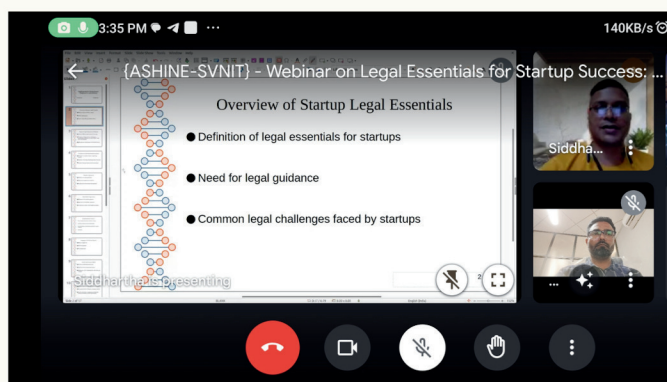 3:35 PM
140KB/s
{ASHINE-SVNIT} - Webinar on Legal Essentials for Startup Success: ...
Overview of Startup Legal Essentials
Definition of legal essentials for startups
Need for legal guidance
Common legal challenges faced by startups
Siddhartha is presenting
2
Siddha...
...